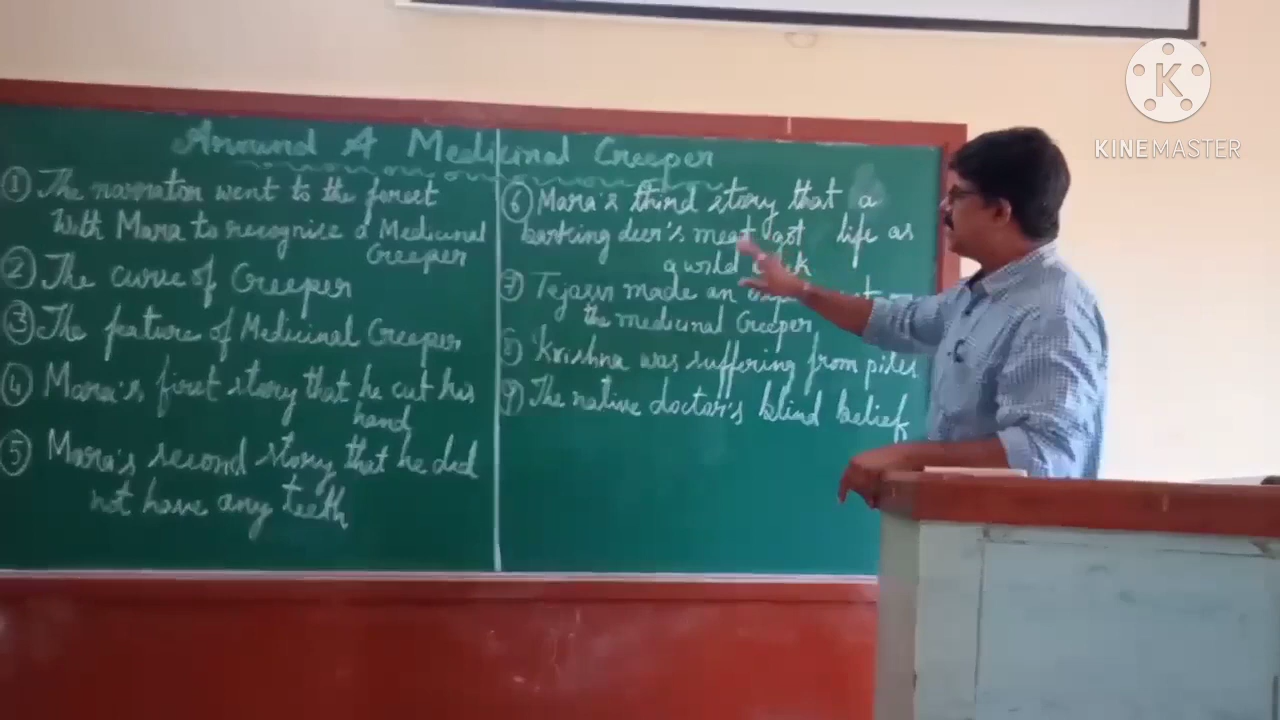 Around A Medicinal Creeper
① The narrator went to the forest
With Mara to recognise a Medicinal
Creeper
② The curve of Creeper
③ The feature of Medicinal Creeper
④ Mara's first story that he cut his
hand
⑤ Mara's second story that he did
not have any teeth
⑥ Mara's third story that a
barking deer's meat got life as
a wild
⑦ Tejasvi made an
the medicinal Creeper
⑧ Krishna was suffering from piles
⑨ The native doctor's blind belief
K
KINEMASTER